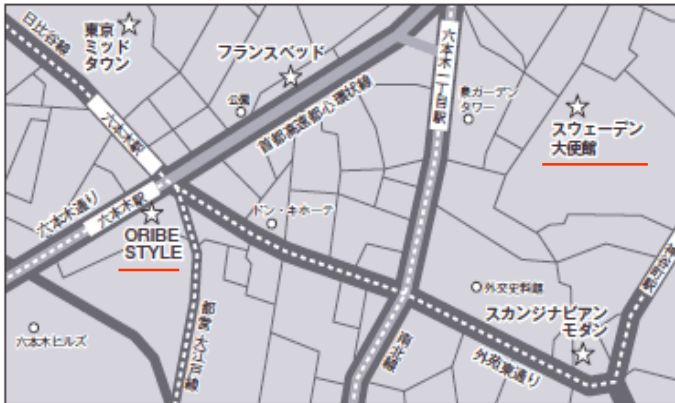 日比谷線
東京
ミッド
タウン
フランスベッド
公園
六本木駅
首都高速都心環状線
六本木一丁目駅
泉ガーデン
タワー
スウェーデン
大便館
六本木通り
六本木駅
ORIBE
STYLE
ドン・キホーテ
神谷町駅
外交史料館
スカンジナビアン
モダン
六本木ヒルズ
都営大江戸線
南北線
外苑東通り